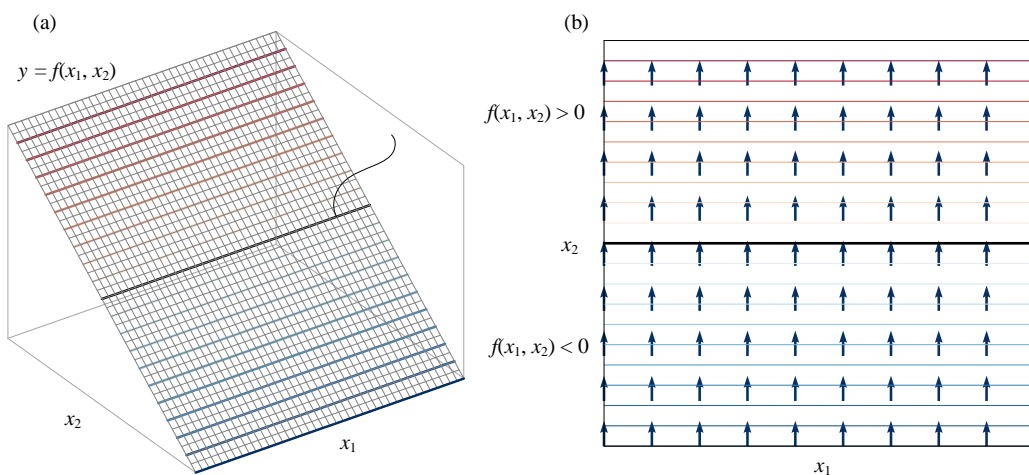 (a)
y = f(x₁, x₂)
x₂
x₁
(b)
f(x₁, x₂) > 0
x₂
f(x₁, x₂) < 0
x₁